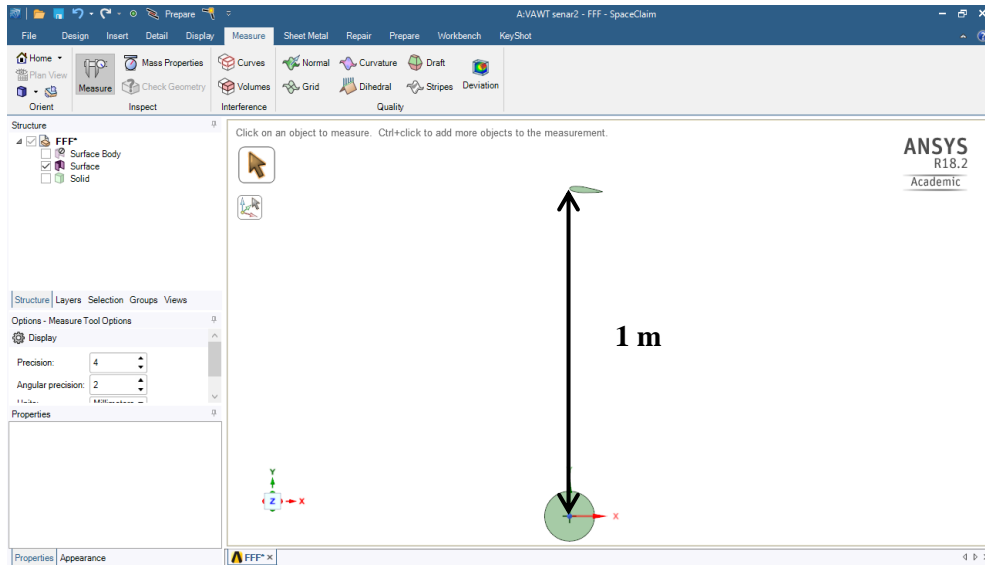 Prepare
A:VAWT senar2 - FFF - SpaceClaim
File Design Insert Detail Display Measure Sheet Metal Repair Prepare Workbench KeyShot
Home
Plan View
Orient
Measure
Mass Properties
Check Geometry
Inspect
Curves
Volumes
Interference
Normal Curvature Draft
Grid Dihedral Stripes Deviation
Quality
Structure
FFF*
Surface Body
Surface
Solid
Structure Layers Selection Groups Views
Options - Measure Tool Options
Display
Precision: 4
Angular precision: 2
Units: Millimeters
Properties
Properties Appearance
Click on an object to measure. Ctrl+click to add more objects to the measurement.
ANSYS
R18.2
Academic
1 m
Y
Z X
X
FFF*